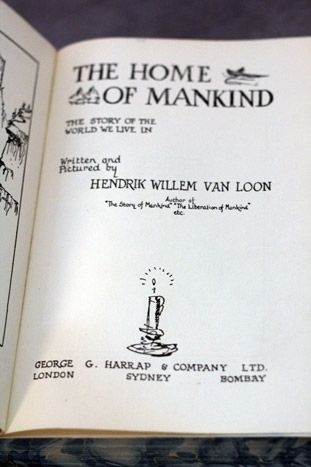 THE HOME
OF MANKIND
THE STORY OF THE
WORLD WE LIVE IN
Written and
Pictured by
HENDRIK WILLEM VAN LOON
Author of
"The Story of Mankind" "The Liberation of Mankind"
etc.
GEORGE G. HARRAP & COMPANY LTD.
LONDON SYDNEY BOMBAY